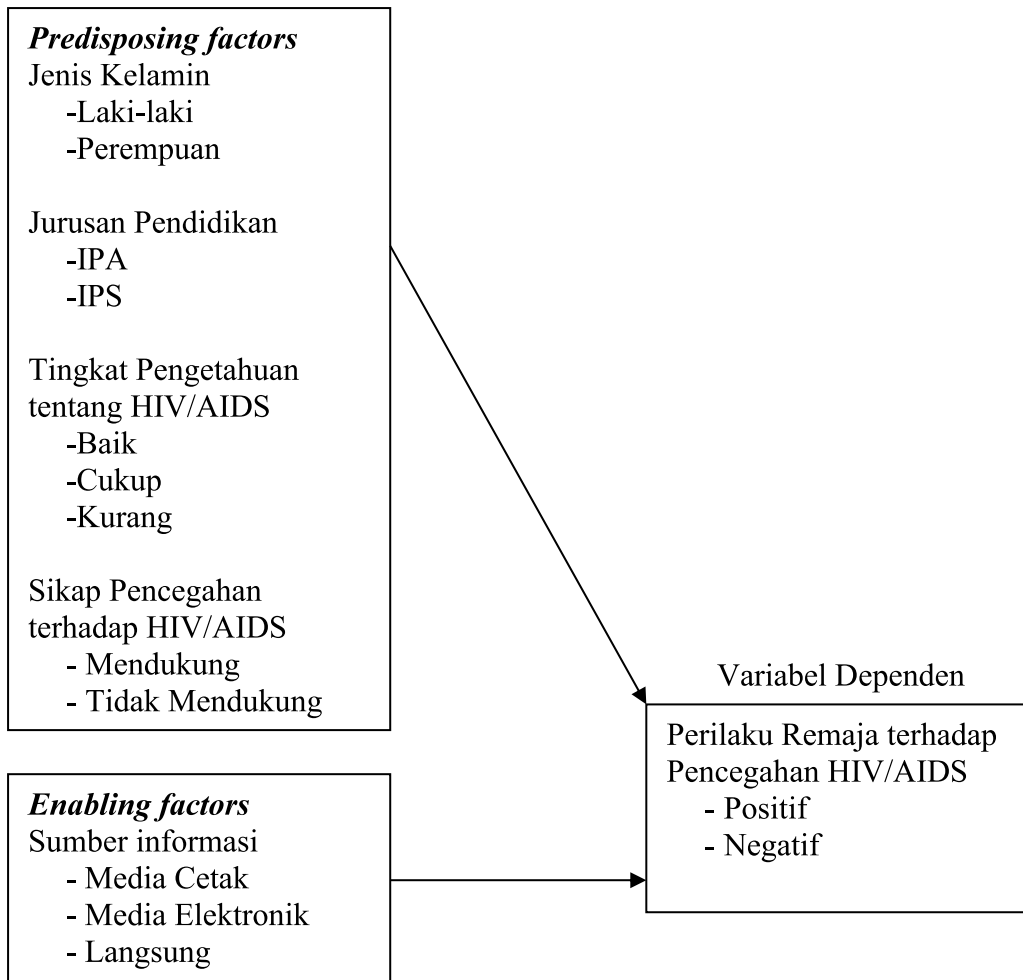 Predisposing factors
Jenis Kelamin
-Laki-laki
-Perempuan
Jurusan Pendidikan
-IPA
-IPS
Tingkat Pengetahuan
tentang HIV/AIDS
-Baik
-Cukup
-Kurang
Sikap Pencegahan
terhadap HIV/AIDS
- Mendukung
- Tidak Mendukung
Enabling factors
Sumber informasi
- Media Cetak
- Media Elektronik
- Langsung
Variabel Dependen
Perilaku Remaja terhadap
Pencegahan HIV/AIDS
- Positif
- Negatif